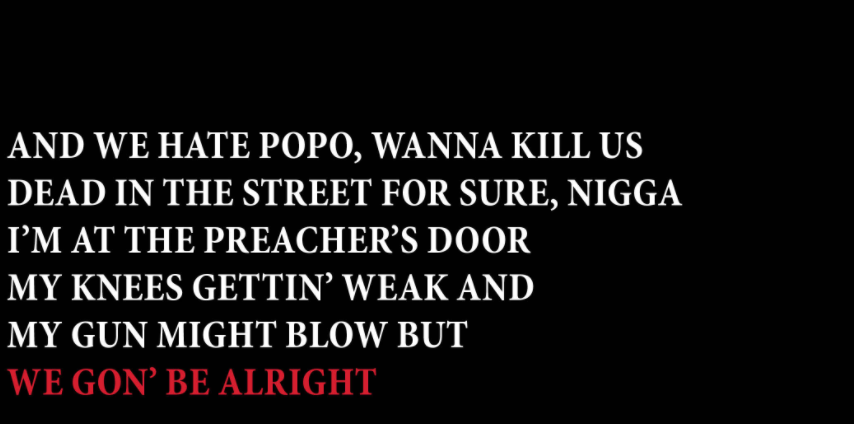 AND WE HATE POPO, WANNA KILL US
DEAD IN THE STREET FOR SURE, NIGGA
I’M AT THE PREACHER’S DOOR
MY KNEES GETTIN’ WEAK AND
MY GUN MIGHT BLOW BUT
WE GON’ BE ALRIGHT